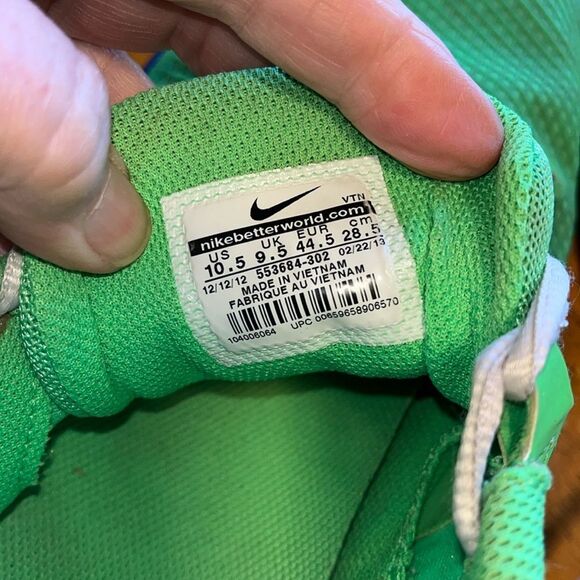 VTN
nikebetterworld.com
US UK EUR cm
10.5 9.5 44.5 28.5
12/12/12 553684-302 02/22/13
MADE IN VIETNAM
FABRIQUE AU VIETNAM
104006064 UPC 00659658906570